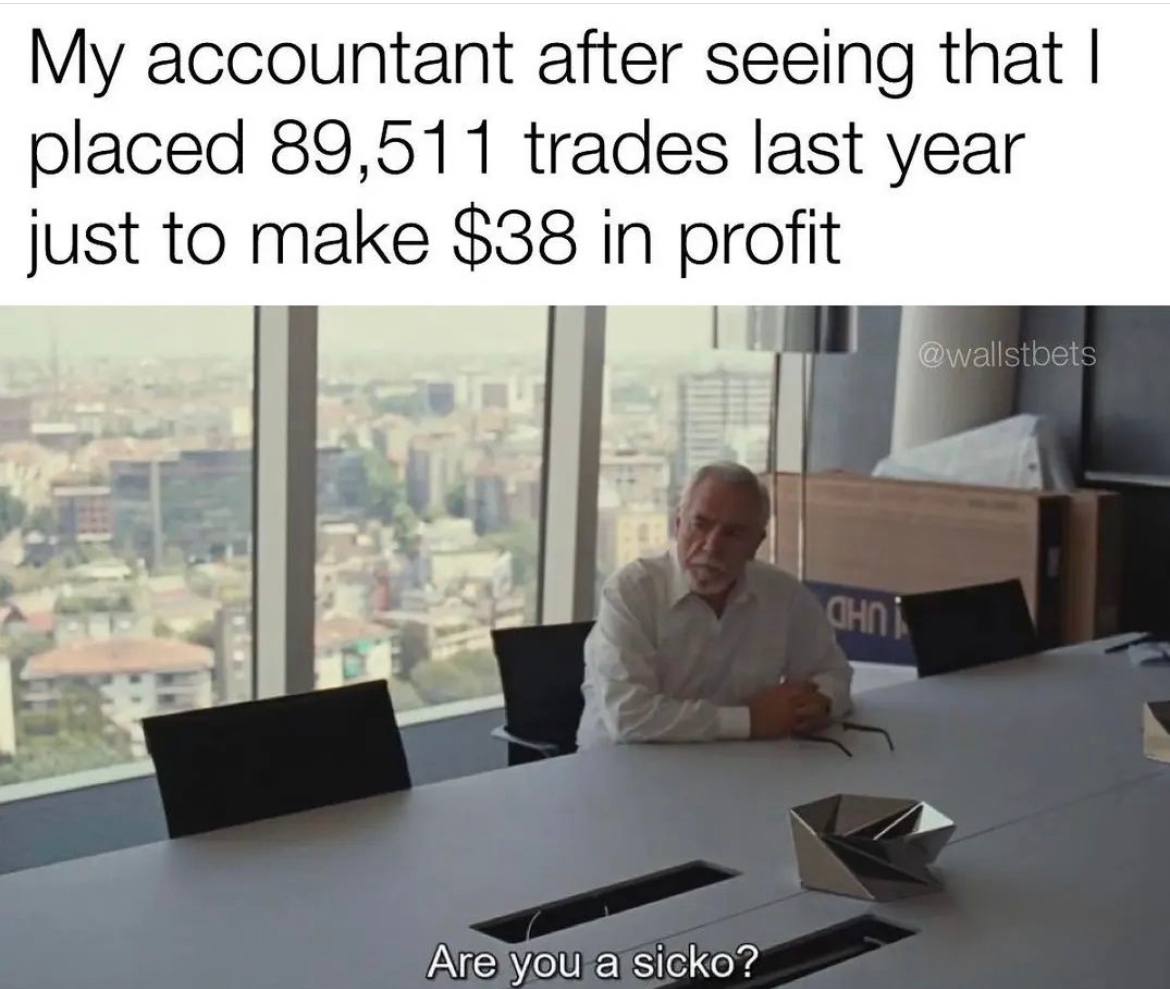 My accountant after seeing that I
placed 89,511 trades last year
just to make $38 in profit
@wallstbets
Are you a sicko?